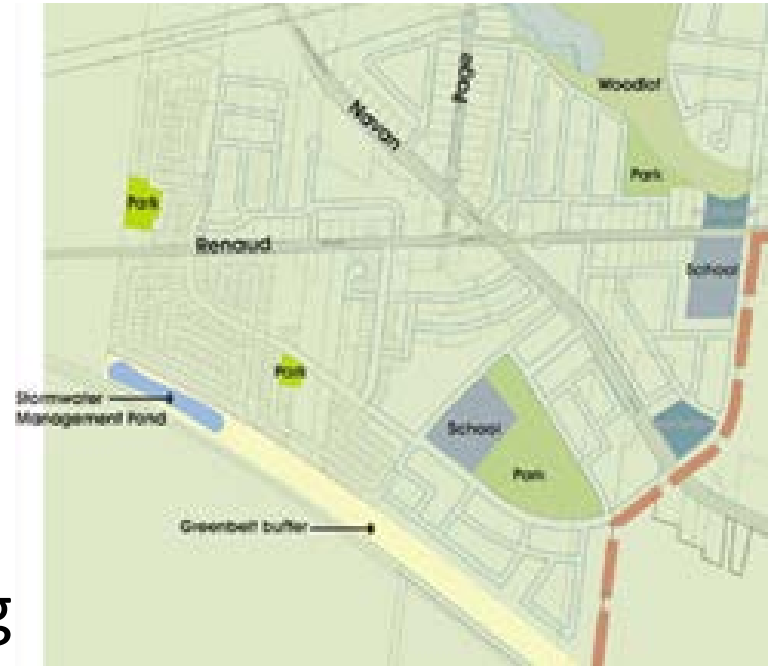 Woodlot
Page
Navan
Park
Park
Renaud
School
Park
Stormwater
Management Pond
School
Park
Greenbelt buffer
g